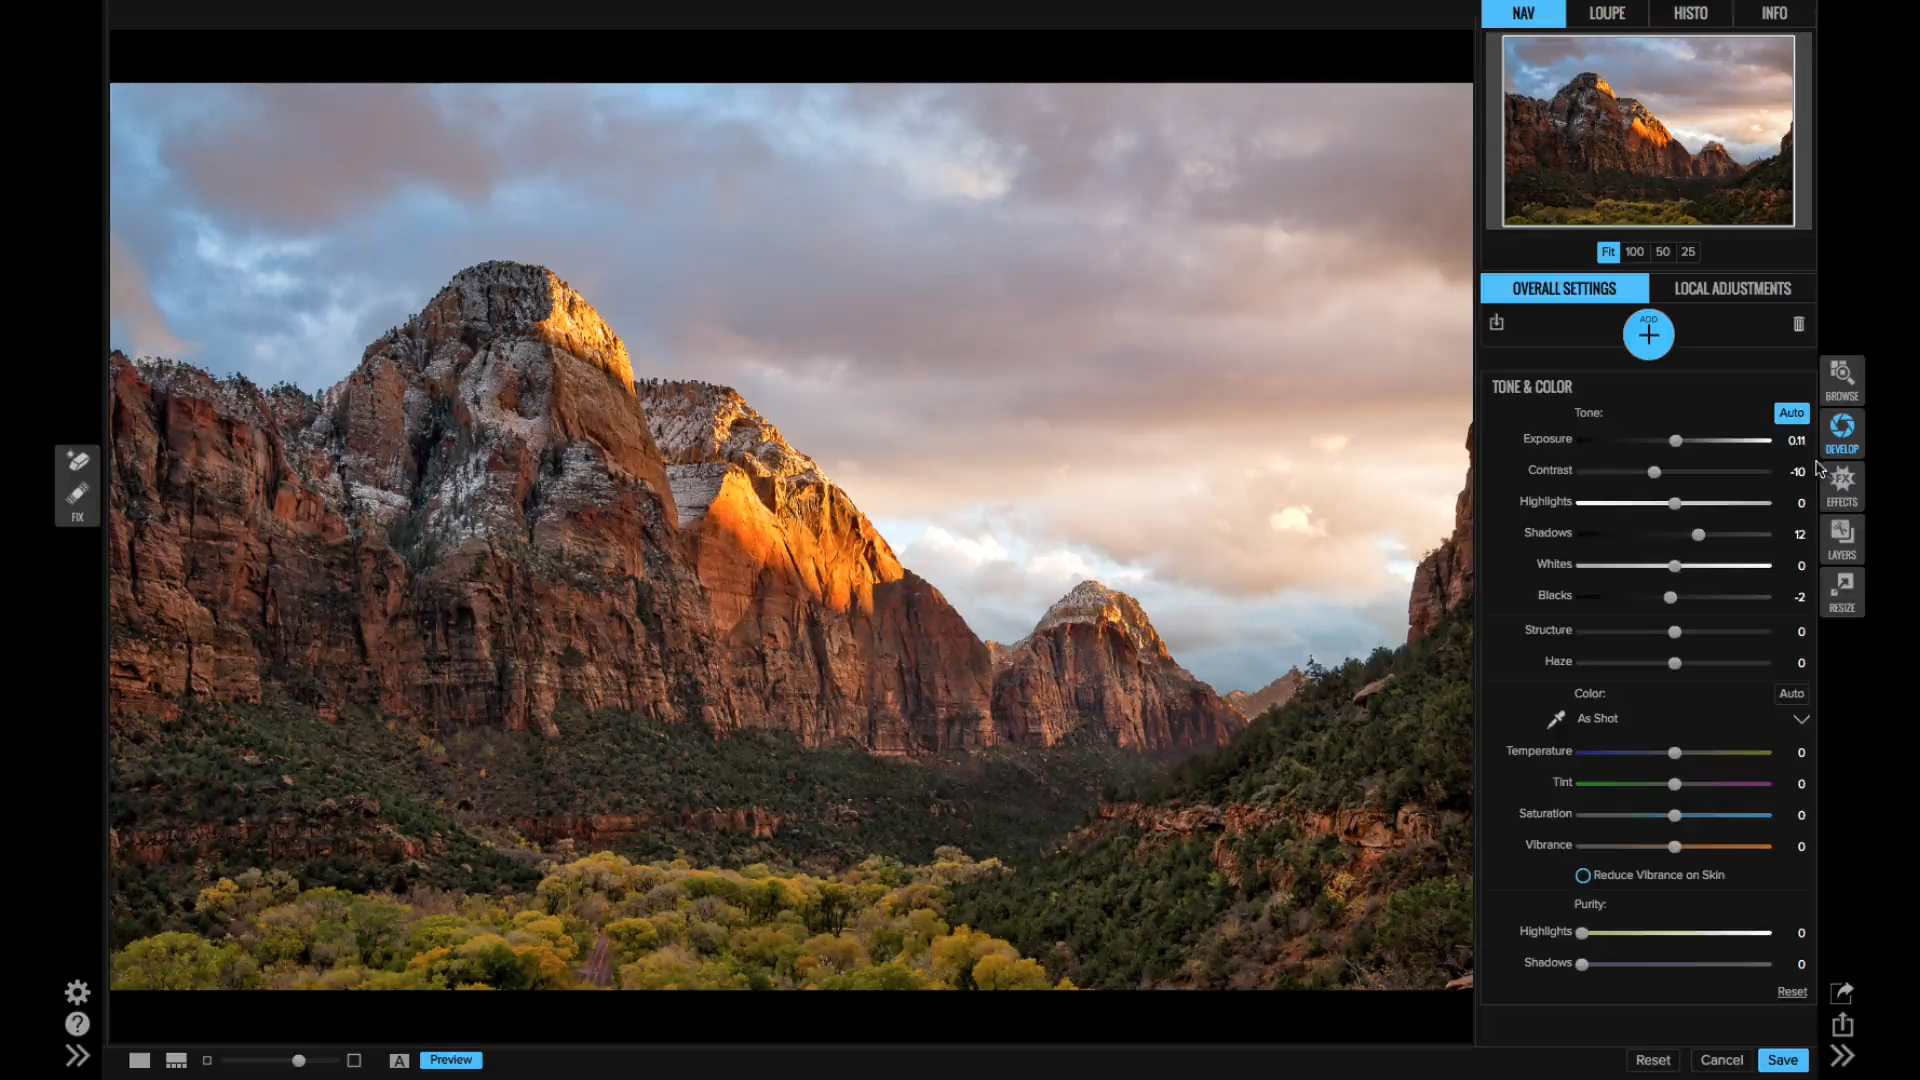 NAV LOUPE HISTO INFO
Fit 100 50 25
OVERALL SETTINGS LOCAL ADJUSTMENTS
ADD
TONE & COLOR
Tone: Auto
Exposure 0.11
Contrast -10
Highlights 0
Shadows 12
Whites 0
Blacks -2
Structure 0
Haze 0
Color: Auto
As Shot
Temperature 0
Tint 0
Saturation 0
Vibrance 0
Reduce Vibrance on Skin
Purity:
Highlights 0
Shadows 0
Reset
BROWSE
DEVELOP
FX
EFFECTS
LAYERS
RESIZE
FIX
?
A Preview
Reset Cancel Save